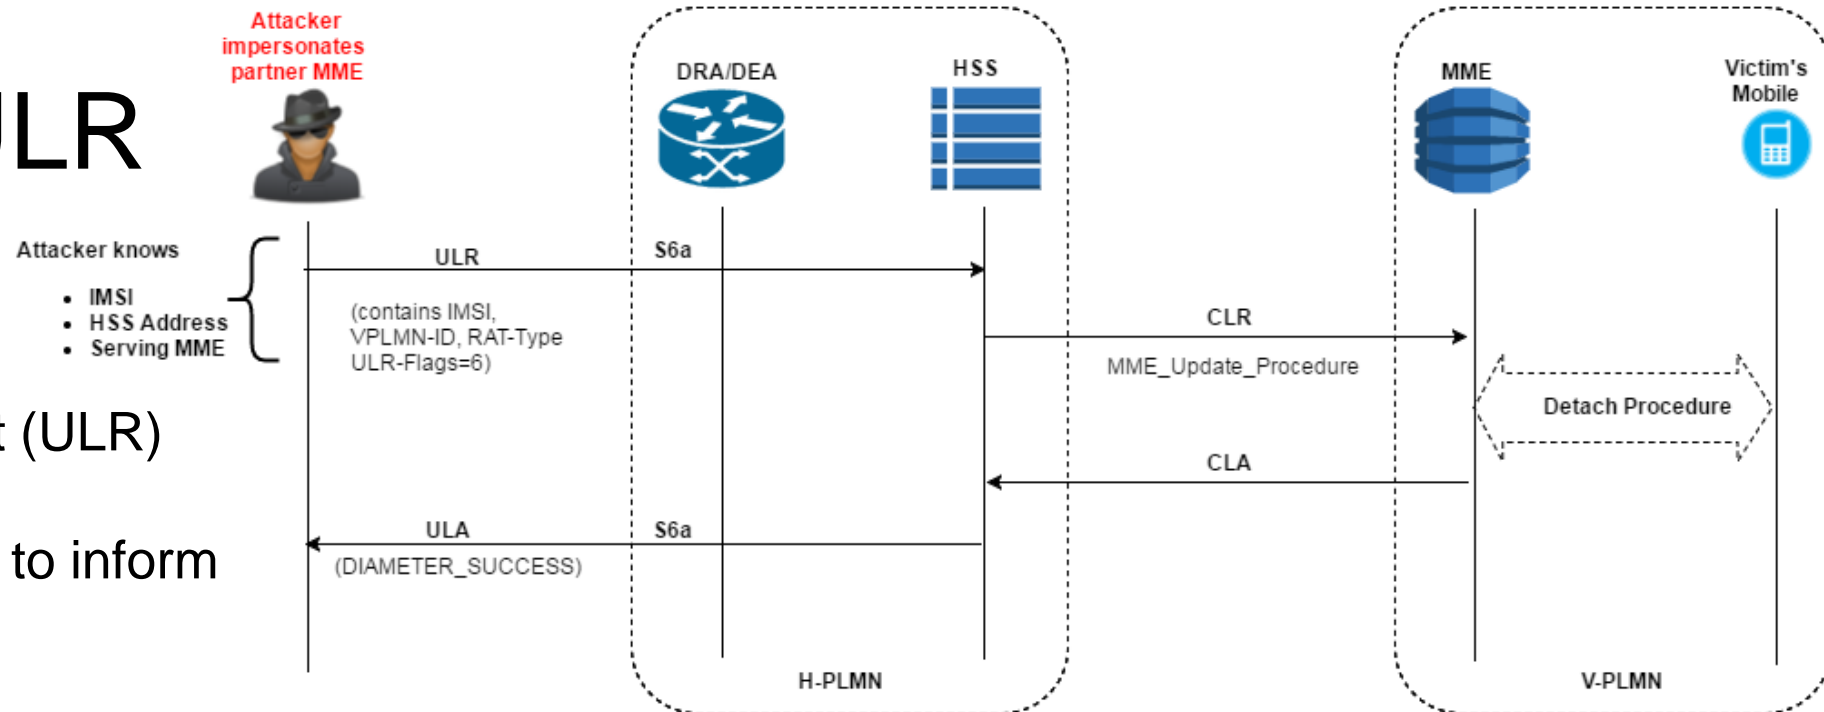 Attacker
impersonates
partner MME
DRA/DEA
HSS
MME
Victim's
Mobile
ULR
Attacker knows
• IMSI
• HSS Address
• Serving MME
ULR
S6a
(contains IMSI,
VPLMN-ID, RAT-Type
ULR-Flags=6)
CLR
MME_Update_Procedure
Detach Procedure
t (ULR)
CLA
ULA
S6a
(DIAMETER_SUCCESS)
to inform
H-PLMN
V-PLMN